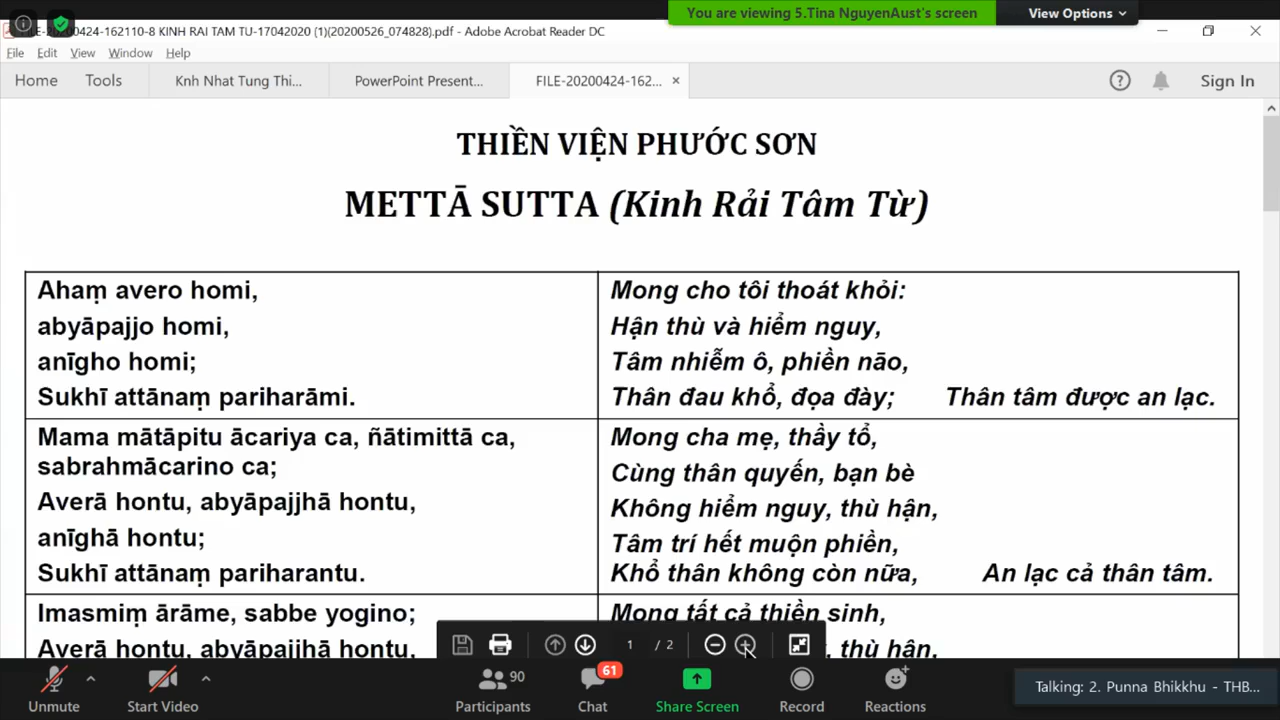 You are viewing 5.Tina NguyenAust's screen
View Options
FILE-20200424-162110-8 KINH RAI TAM TU-17042020 (1)(20200526_074828).pdf - Adobe Acrobat Reader DC
File Edit View Window Help
Home Tools Knh Nhat Tung Thi... PowerPoint Present... FILE-20200424-162... × Sign In
THIỀN VIỆN PHƯỚC SƠN
METTĀ SUTTA (Kinh Rải Tâm Từ)
Ahaṃ avero homi,
abyāpajjo homi,
anīgho homi;
Sukhī attānaṃ pariharāmi.
Mong cho tôi thoát khỏi:
Hận thù và hiểm nguy,
Tâm nhiễm ô, phiền não,
Thân đau khổ, đọa đày; Thân tâm được an lạc.
Mama mātāpitu ācariya ca, ñātimittā ca,
sabrahmācarino ca;
Averā hontu, abyāpajjhā hontu,
anīghā hontu;
Sukhī attānaṃ pariharantu.
Mong cha mẹ, thầy tổ,
Cùng thân quyến, bạn bè
Không hiểm nguy, thù hận,
Tâm trí hết muộn phiền,
Khổ thân không còn nữa, An lạc cả thân tâm.
Imasmiṃ ārāme, sabbe yogino;
Averā hontu, abyāpajjhā hontu,
Mong tất cả thiền sinh,
, thù hận,
1 / 2
Unmute
Start Video
Participants 90
Chat 61
Share Screen
Record
Reactions
Talking: 2. Punna Bhikkhu - THB...